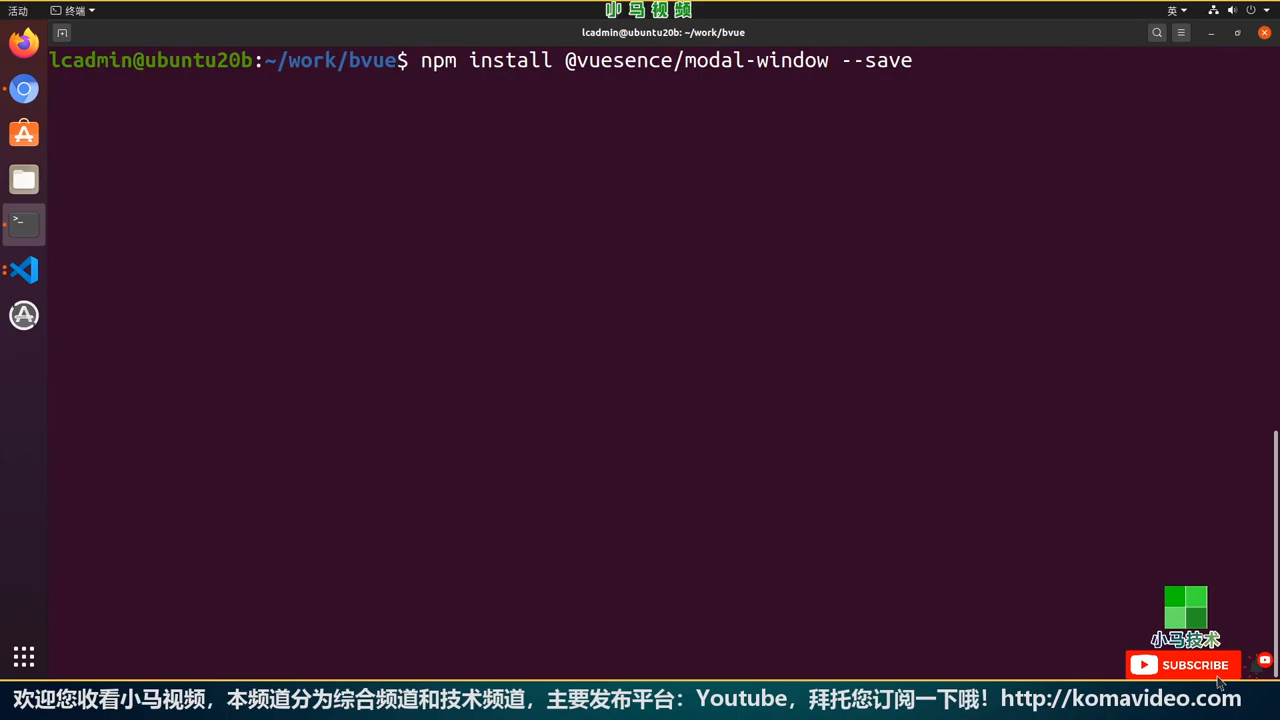 活动
终端
小马视频
英
lcadmin@ubuntu20b: ~/work/bvue
lcadmin@ubuntu20b:~/work/bvue$ npm install @vuesence/modal-window --save
小马技术
SUBSCRIBE
欢迎您收看小马视频，本频道分为综合频道和技术频道，主要发布平台：Youtube，拜托您订阅一下哦！http://komavideo.com